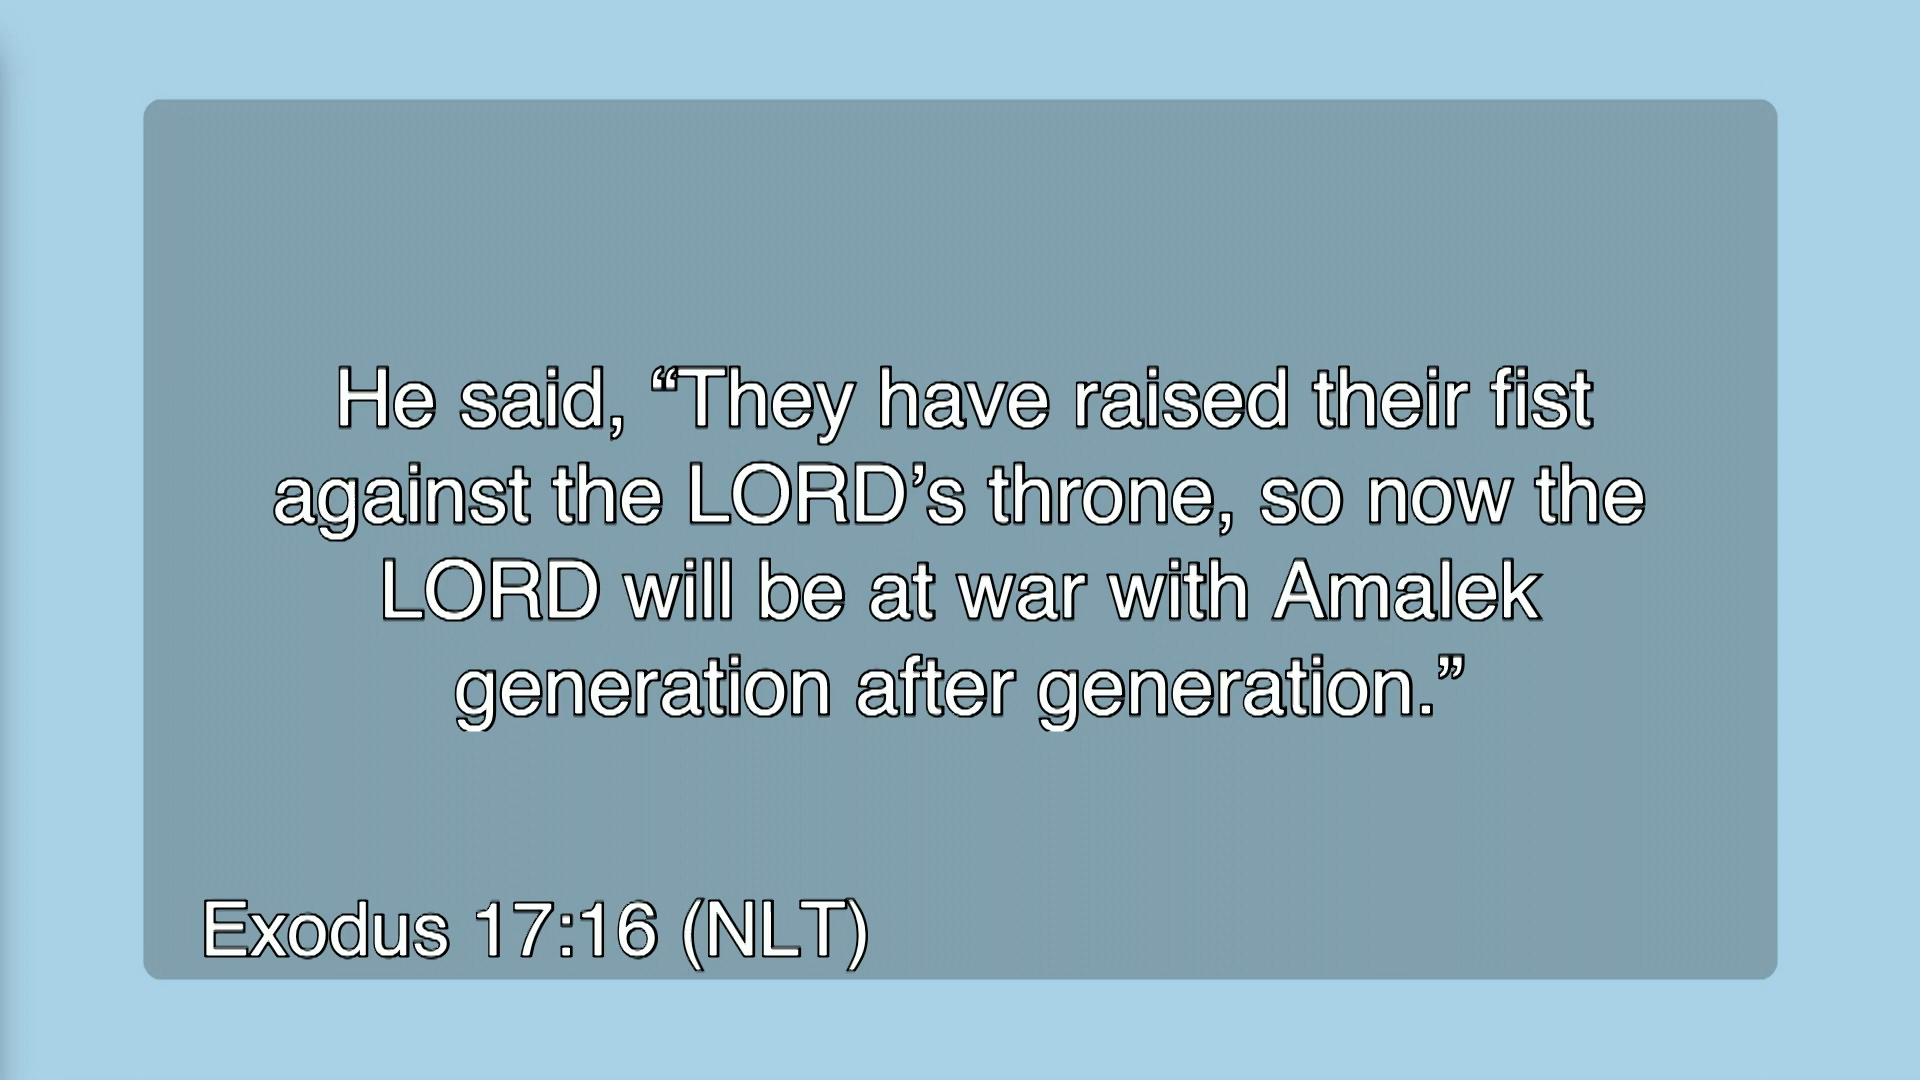 He said, “They have raised their fist
against the LORD’s throne, so now the
LORD will be at war with Amalek
generation after generation.”
Exodus 17:16 (NLT)